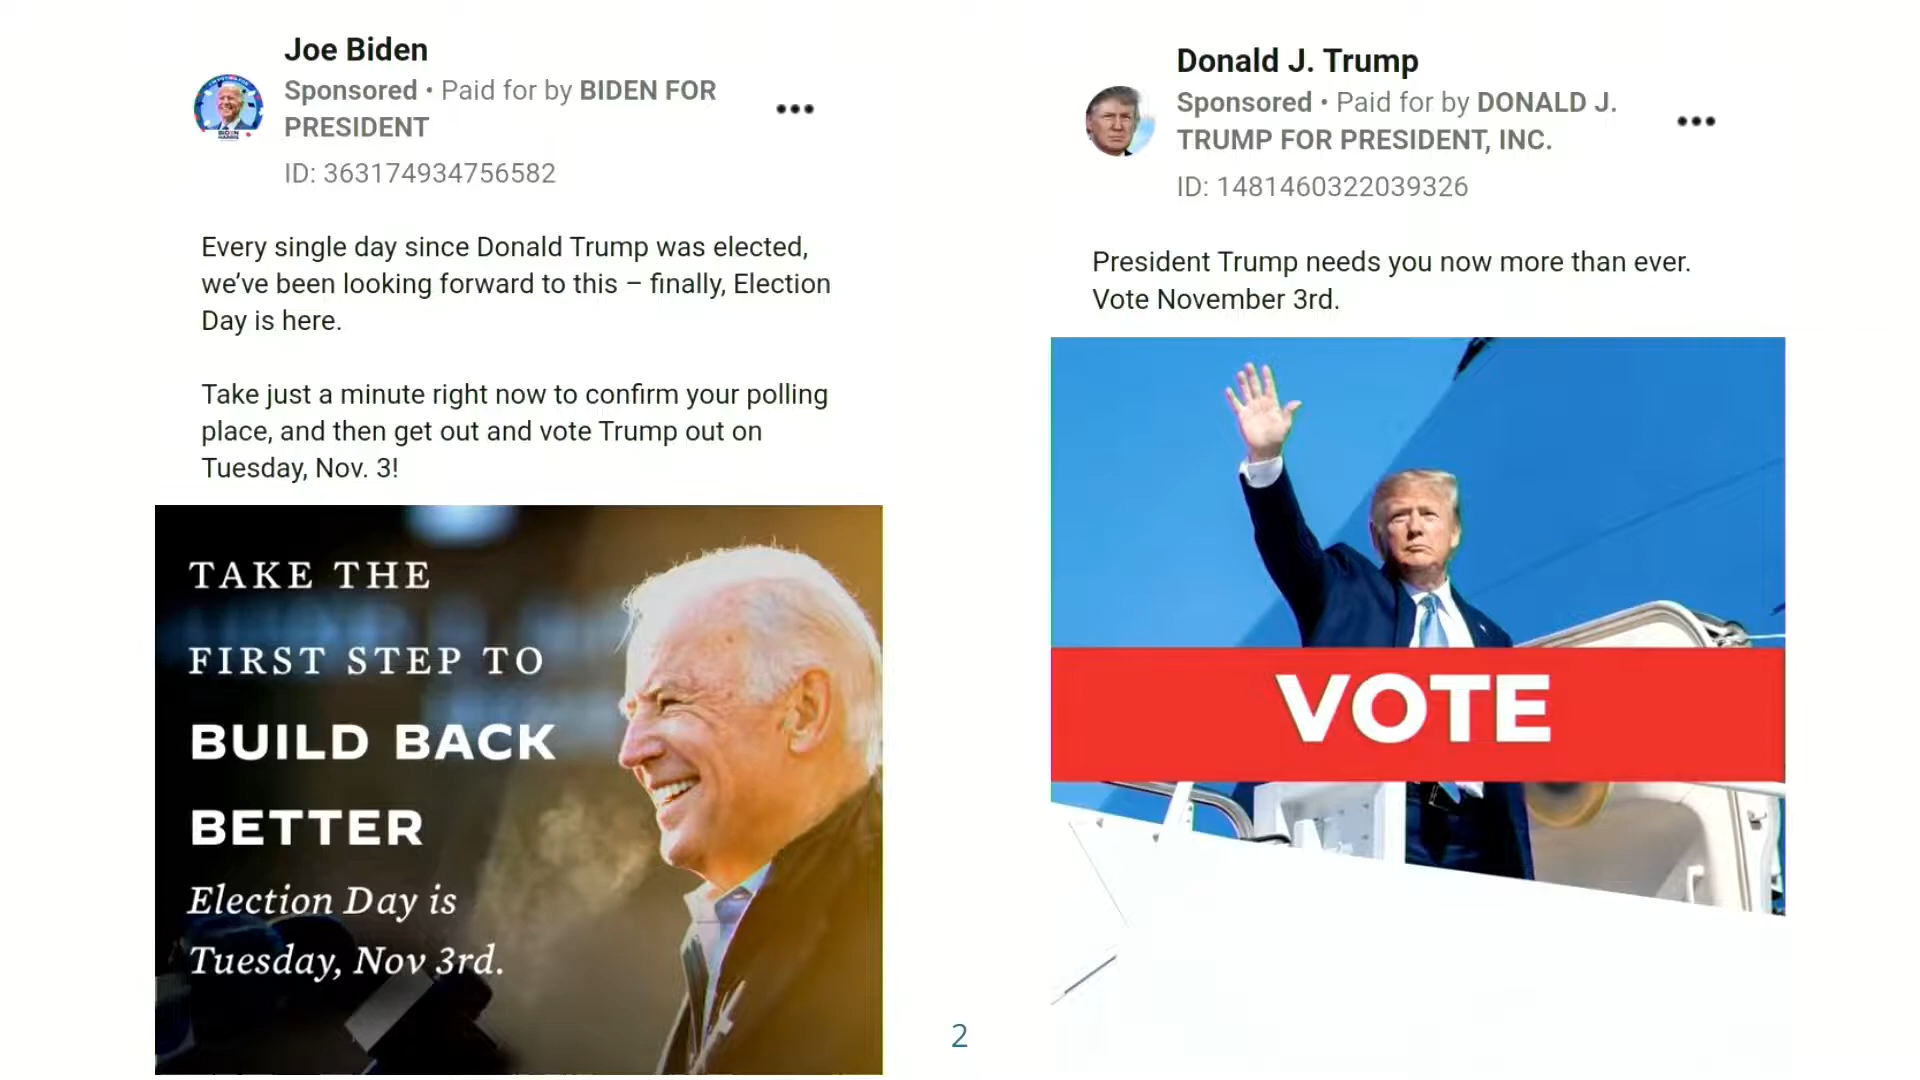 Joe Biden
Sponsored • Paid for by BIDEN FOR
PRESIDENT
ID: 363174934756582
Every single day since Donald Trump was elected,
we’ve been looking forward to this – finally, Election
Day is here.
Take just a minute right now to confirm your polling
place, and then get out and vote Trump out on
Tuesday, Nov. 3!
TAKE THE
FIRST STEP TO
BUILD BACK
BETTER
Election Day is
Tuesday, Nov 3rd.
Donald J. Trump
Sponsored • Paid for by DONALD J.
TRUMP FOR PRESIDENT, INC.
ID: 1481460322039326
President Trump needs you now more than ever.
Vote November 3rd.
VOTE
2